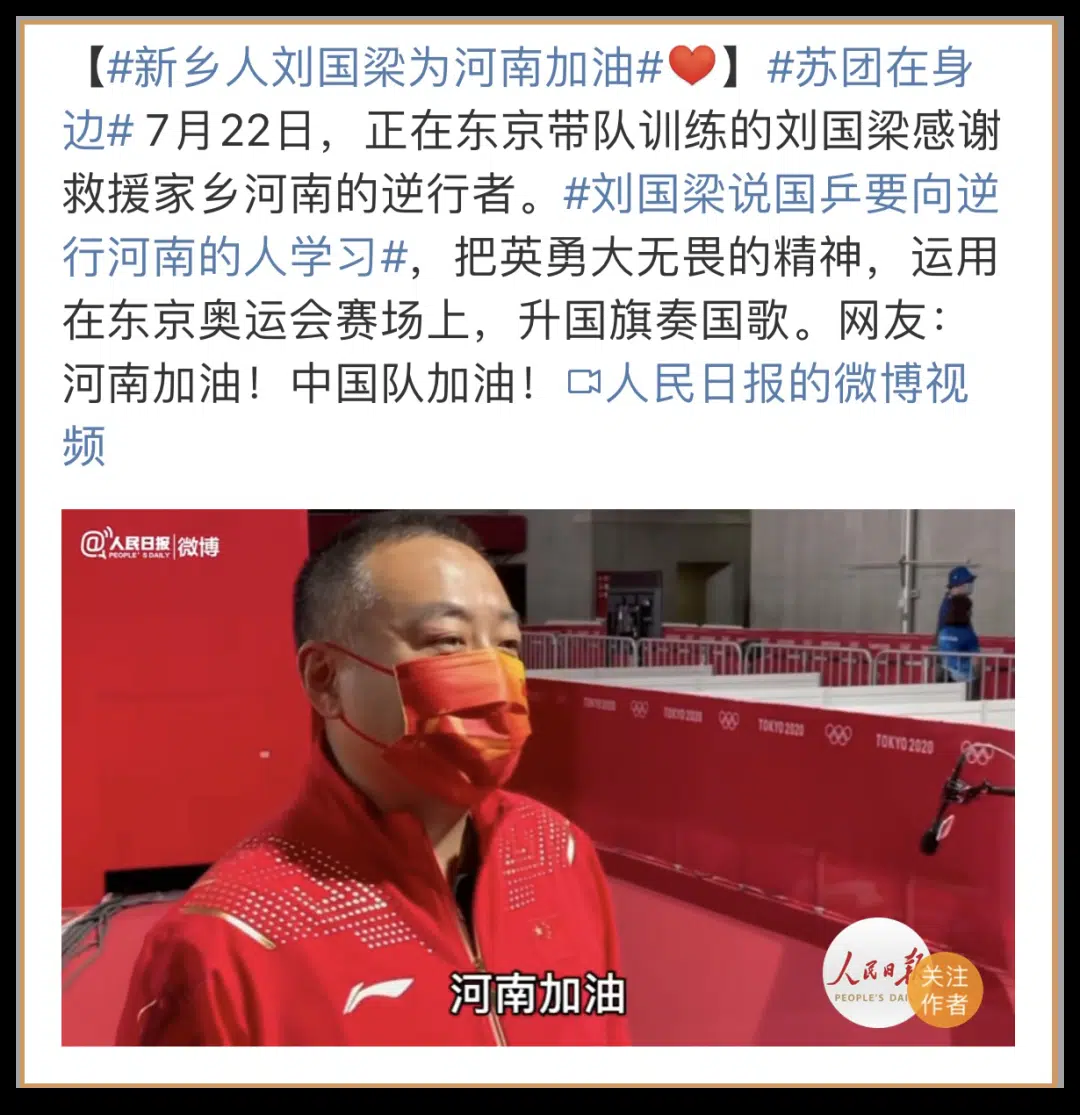 【#新乡人刘国梁为河南加油#❤️】#苏团在身
边# 7月22日，正在东京带队训练的刘国梁感谢
救援家乡河南的逆行者。#刘国梁说国乒要向逆
行河南的人学习#，把英勇大无畏的精神，运用
在东京奥运会赛场上，升国旗奏国歌。网友：
河南加油！中国队加油！人民日报的微博视
频
@人民日报|微博
PEOPLE'S DAILY
TOKYO 2020
TOKYO 2020
TOKYO 2020
TOKYO 2020
河南加油
人民日报
PEOPLE'S DAI
关注
作者